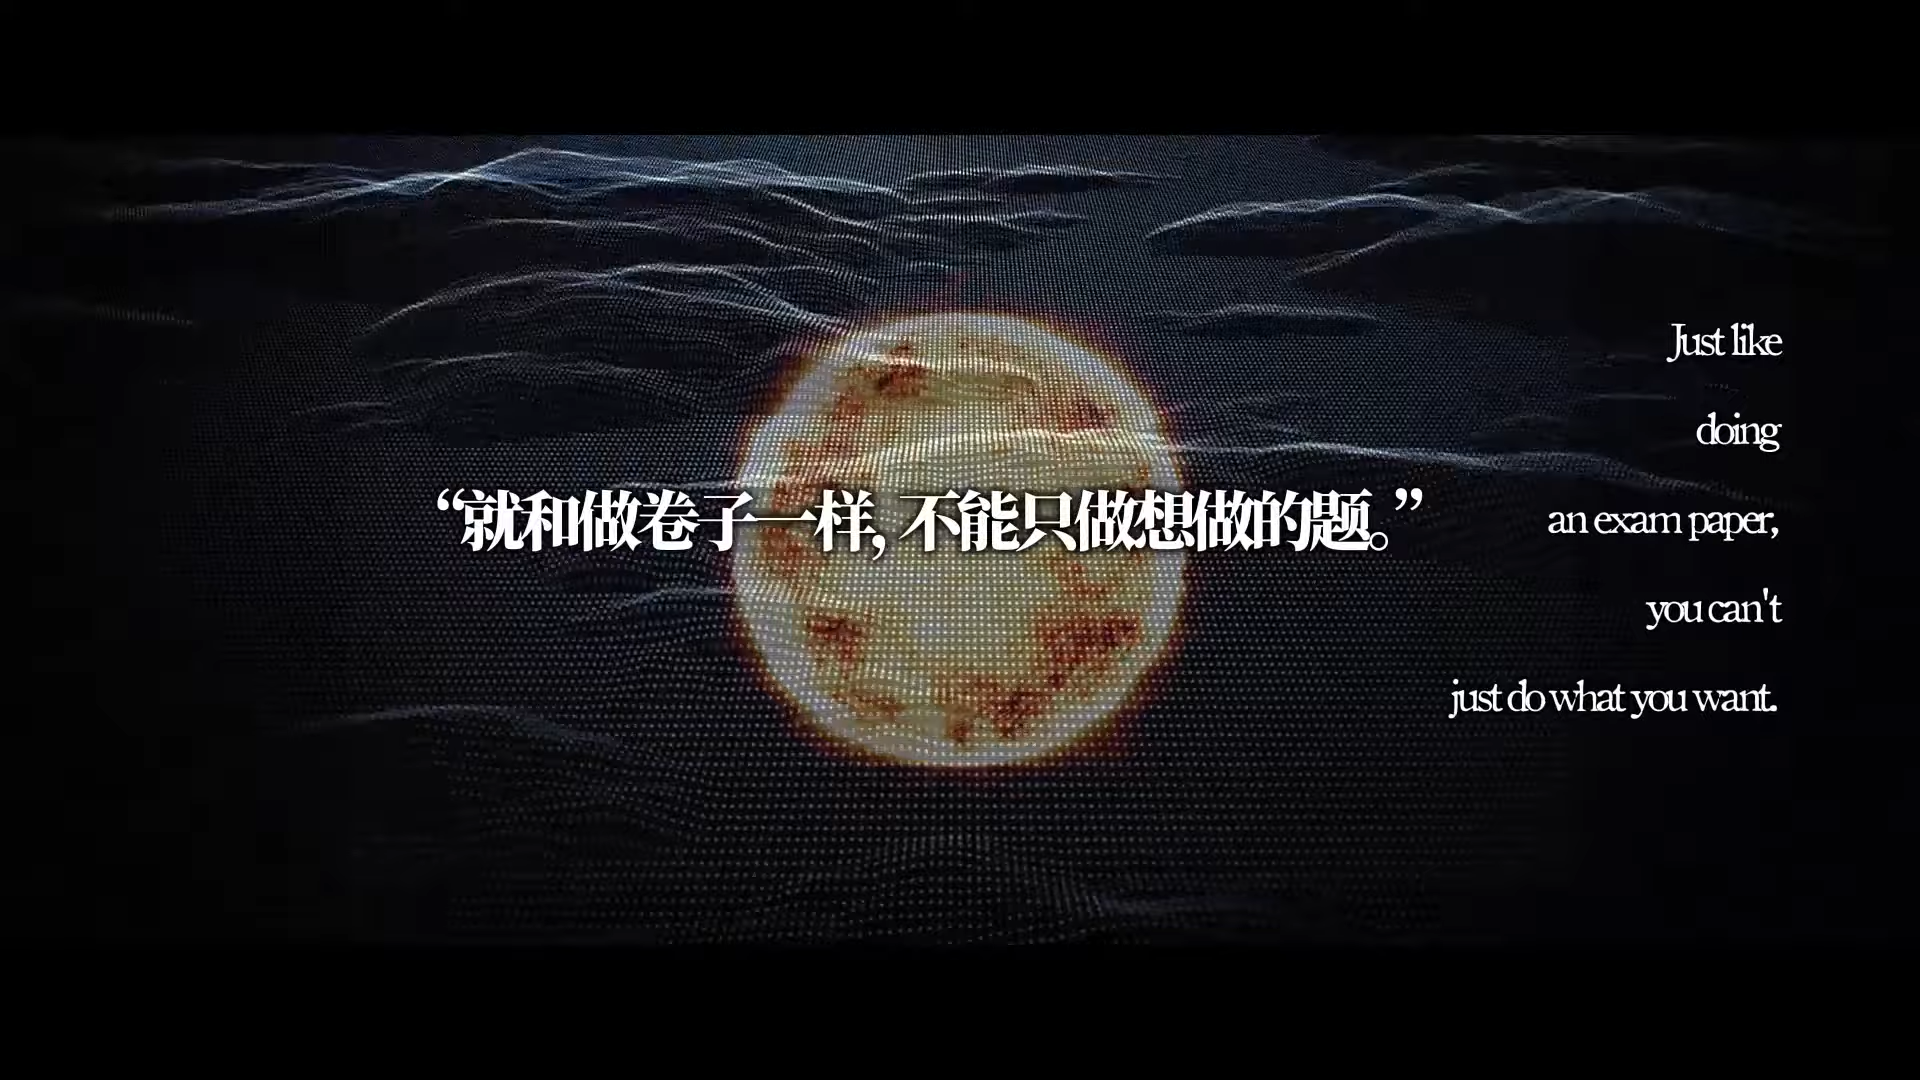 “就和做卷子一样，不能只做想做的题。”
Just like
doing
an exam paper,
you can't
just do what you want.